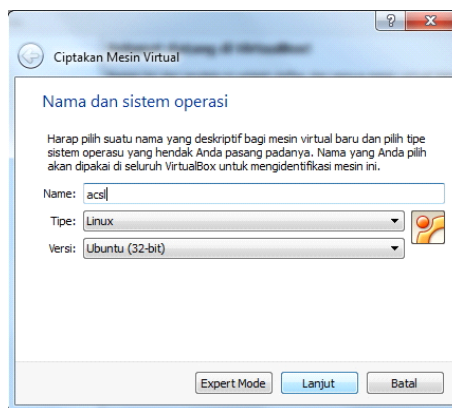 ?
Ciptakan Mesin Virtual
Nama dan sistem operasi
Harap pilih suatu nama yang deskriptif bagi mesin virtual baru dan pilih tipe
sistem operasu yang hendak Anda pasang padanya. Nama yang Anda pilih
akan dipakai di seluruh VirtualBox untuk mengidentifikasi mesin ini.
Name: acsl
Tipe: Linux
Versi: Ubuntu (32-bit)
Expert Mode Lanjut Batal